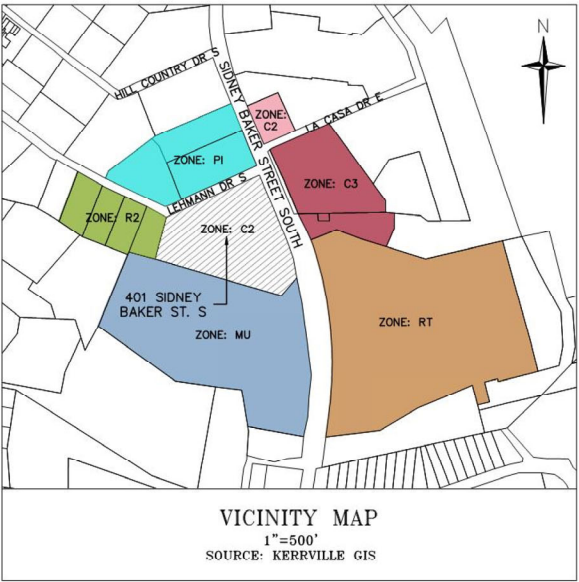 N
HILL COUNTRY DR S
SIDNEY BAKER STREET SOUTH
LA CASA DR E
ZONE:
C2
ZONE: PI
ZONE: C3
LEHMANN DR S
ZONE: R2
ZONE: C2
401 SIDNEY
BAKER ST. S
ZONE: MU
ZONE: RT
VICINITY MAP
1"=500'
SOURCE: KERRVILLE GIS